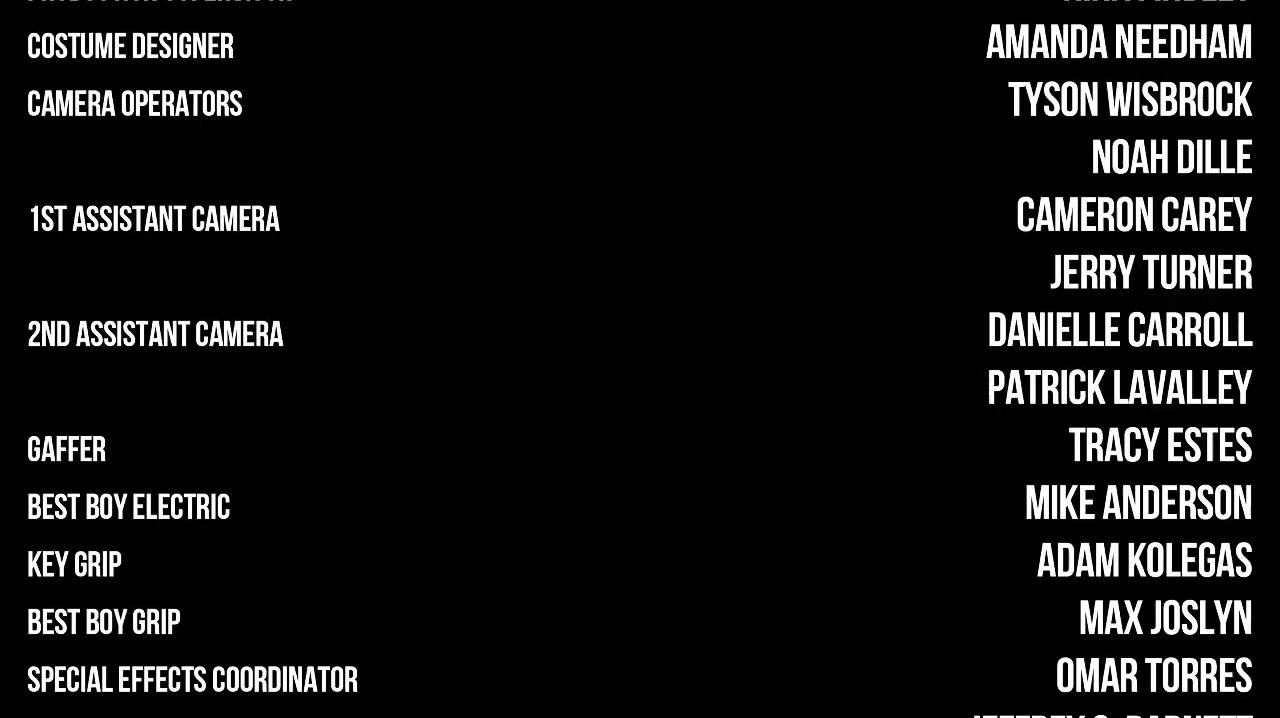 COSTUME DESIGNER AMANDA NEEDHAM
CAMERA OPERATORS TYSON WISBROCK
NOAH DILLE
1ST ASSISTANT CAMERA CAMERON CAREY
JERRY TURNER
2ND ASSISTANT CAMERA DANIELLE CARROLL
PATRICK LAVALLEY
GAFFER TRACY ESTES
BEST BOY ELECTRIC MIKE ANDERSON
KEY GRIP ADAM KOLEGAS
BEST BOY GRIP MAX JOSLYN
SPECIAL EFFECTS COORDINATOR OMAR TORRES